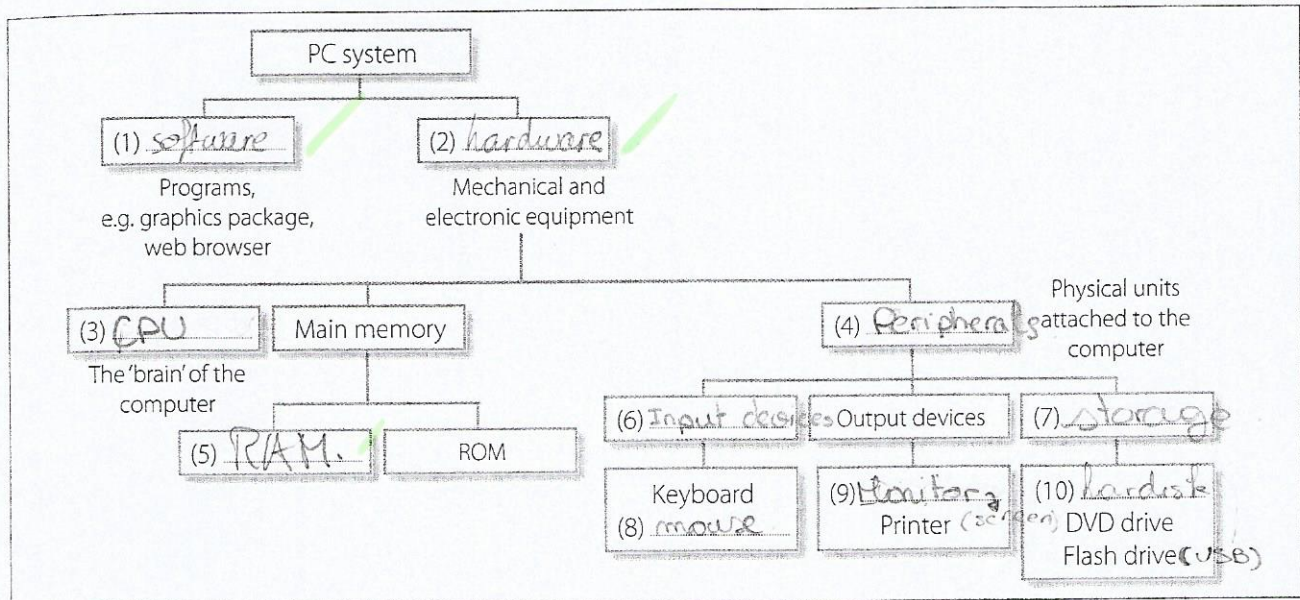 PC system
(1) software
(2) hardware
Programs,
e.g. graphics package,
web browser
Mechanical and
electronic equipment
(3) CPU
Main memory
(4) Peripherals
Physical units
attached to the
computer
The 'brain' of the
computer
(5) RAM.
ROM
(6) Input devices
Output devices
(7) storage
Keyboard
(8) mouse
(9) Monitor
Printer (screen)
(10) hardisk
DVD drive
Flash drive (USB)